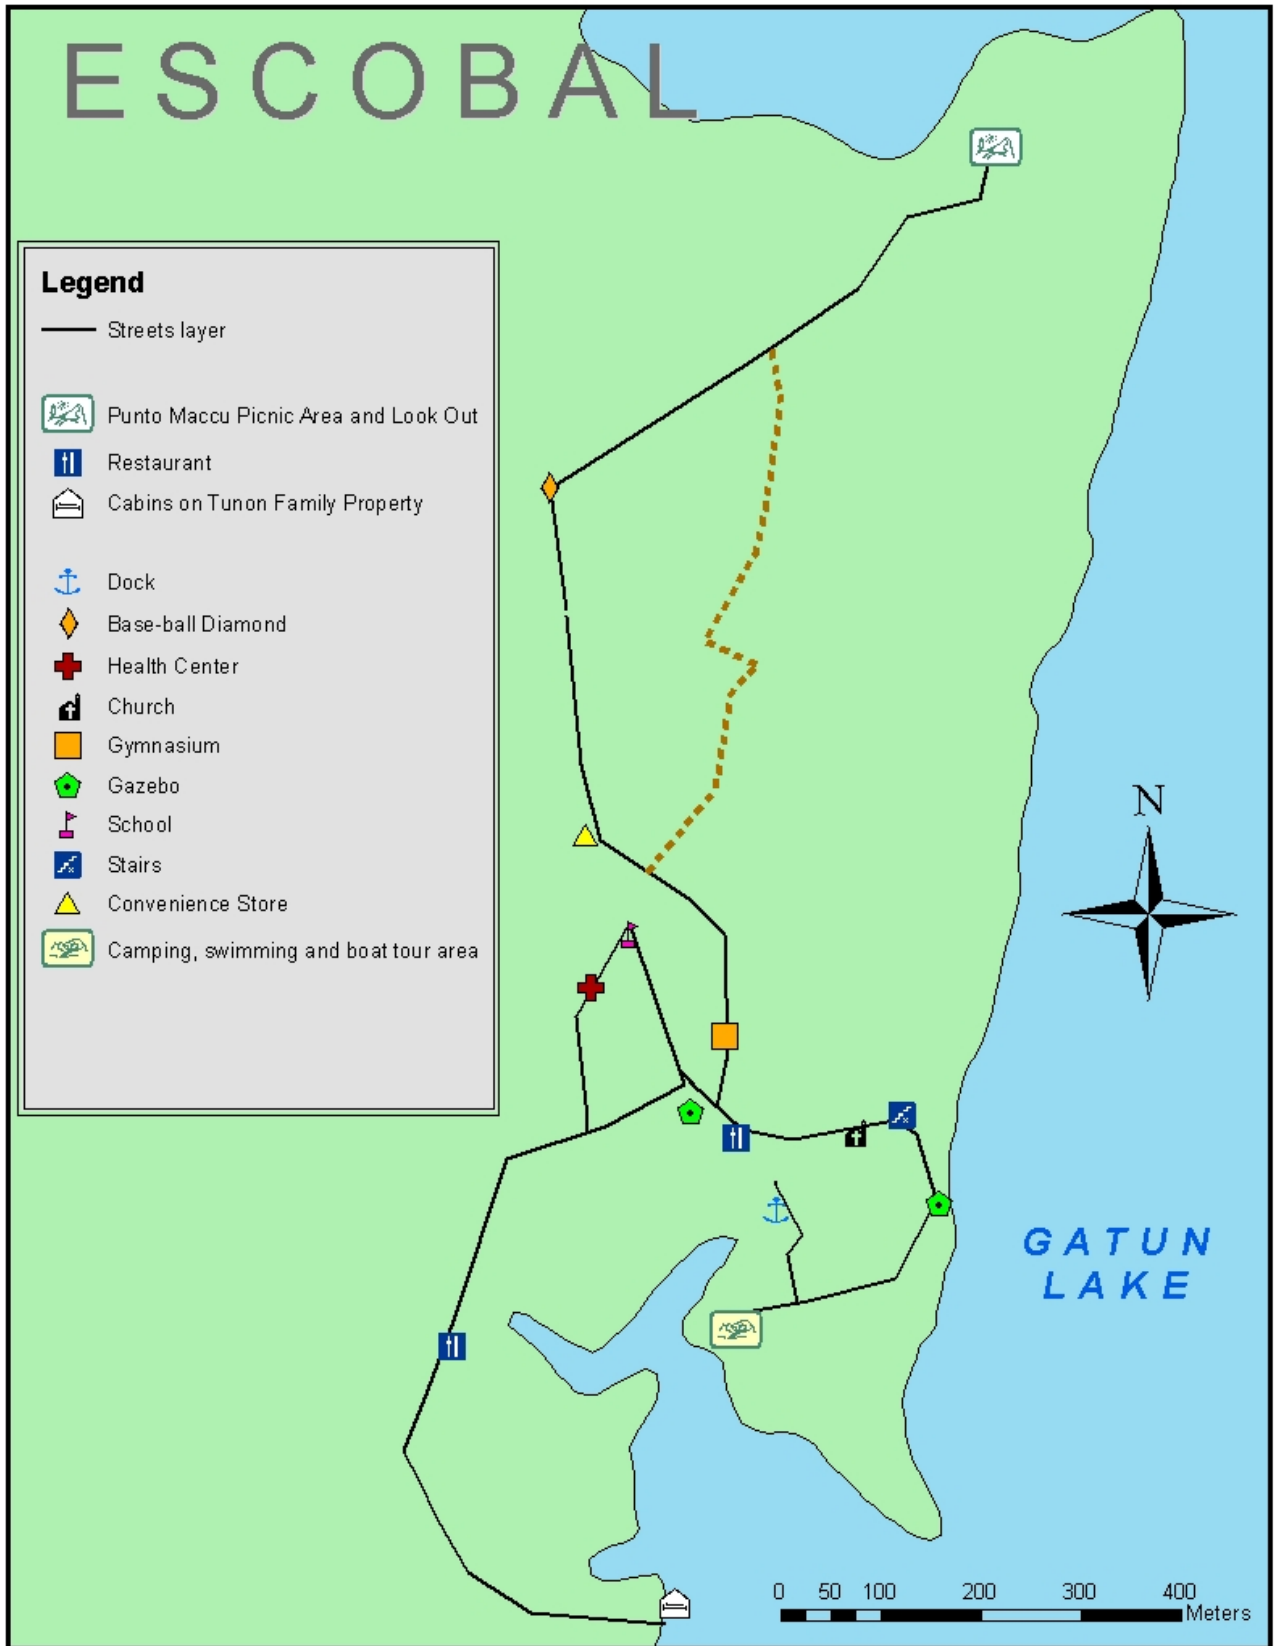 ESCOBAL
Legend
Streets layer
Punto Maccu Picnic Area and Look Out
Restaurant
Cabins on Tunon Family Property
Dock
Base-ball Diamond
Health Center
Church
Gymnasium
Gazebo
School
Stairs
Convenience Store
Camping, swimming and boat tour area
N
GATUN
LAKE
0 50 100 200 300 400
Meters